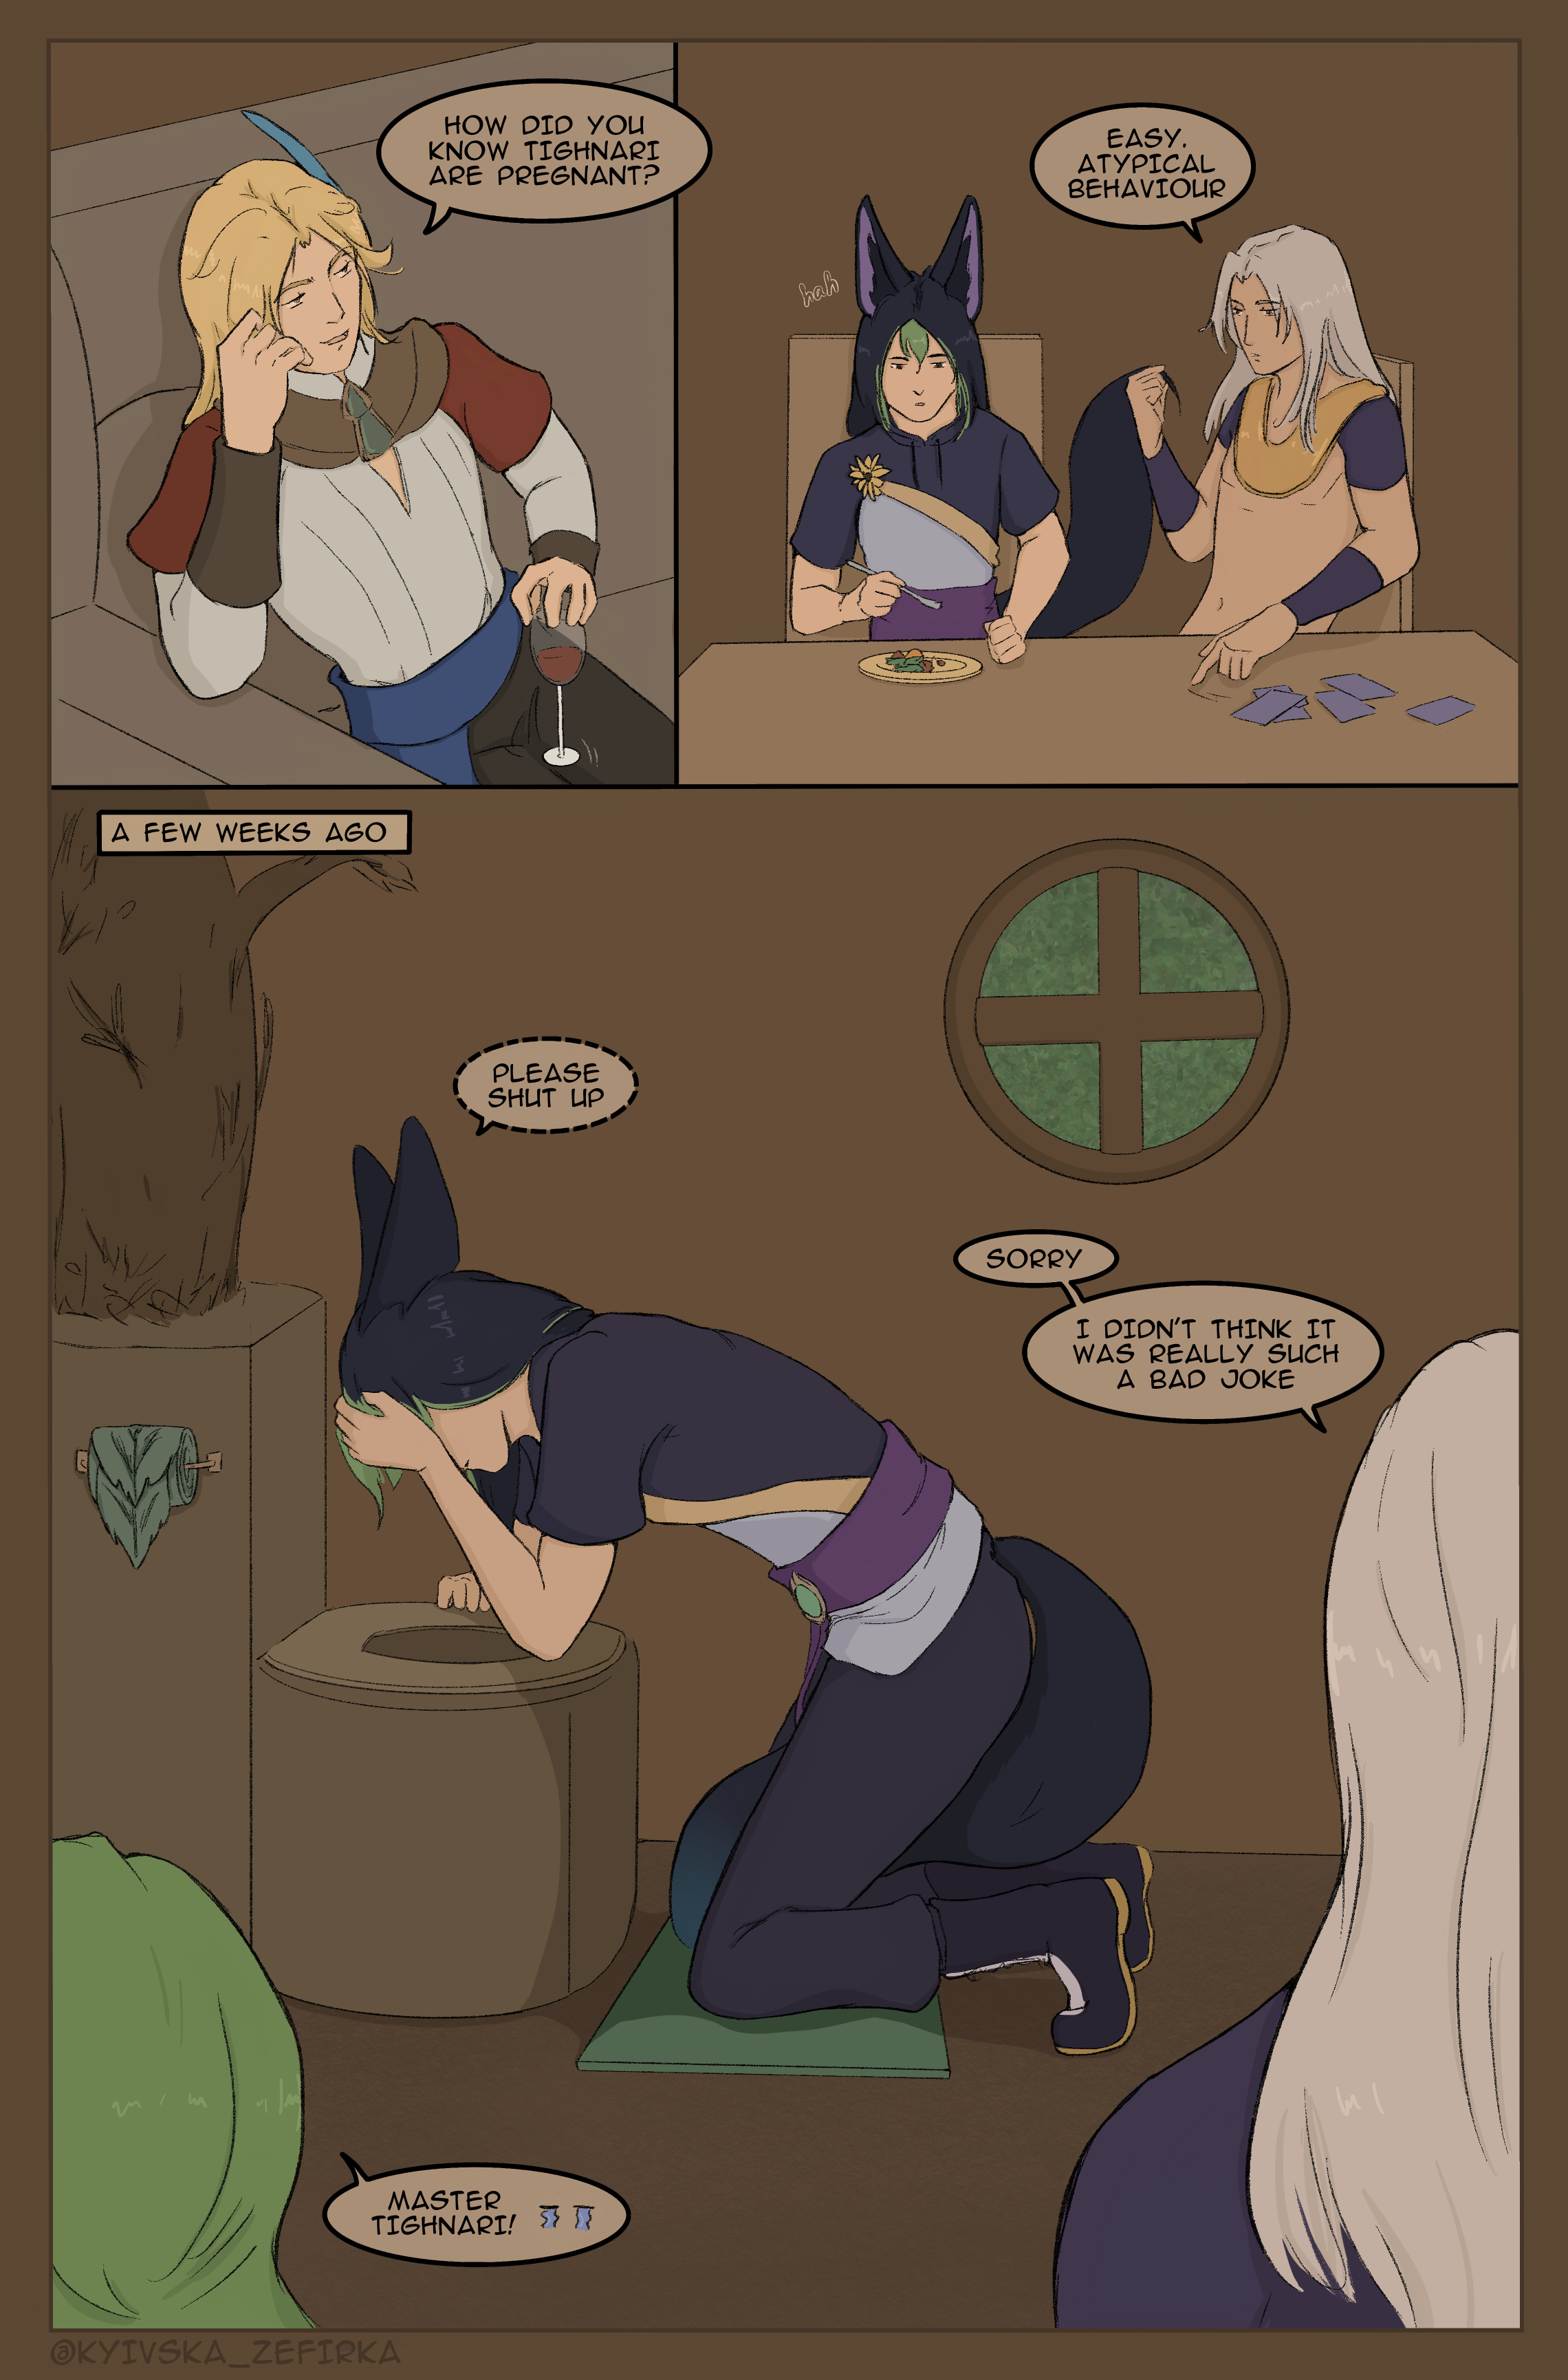 HOW DID YOU
KNOW TIGHNARI
ARE PREGNANT?
EASY.
ATYPICAL
BEHAVIOUR
hah
A FEW WEEKS AGO
PLEASE
SHUT UP
SORRY
I DIDN'T THINK IT
WAS REALLY SUCH
A BAD JOKE
MASTER
TIGHNARI!
@KYIVSKA_ZEFIRKA